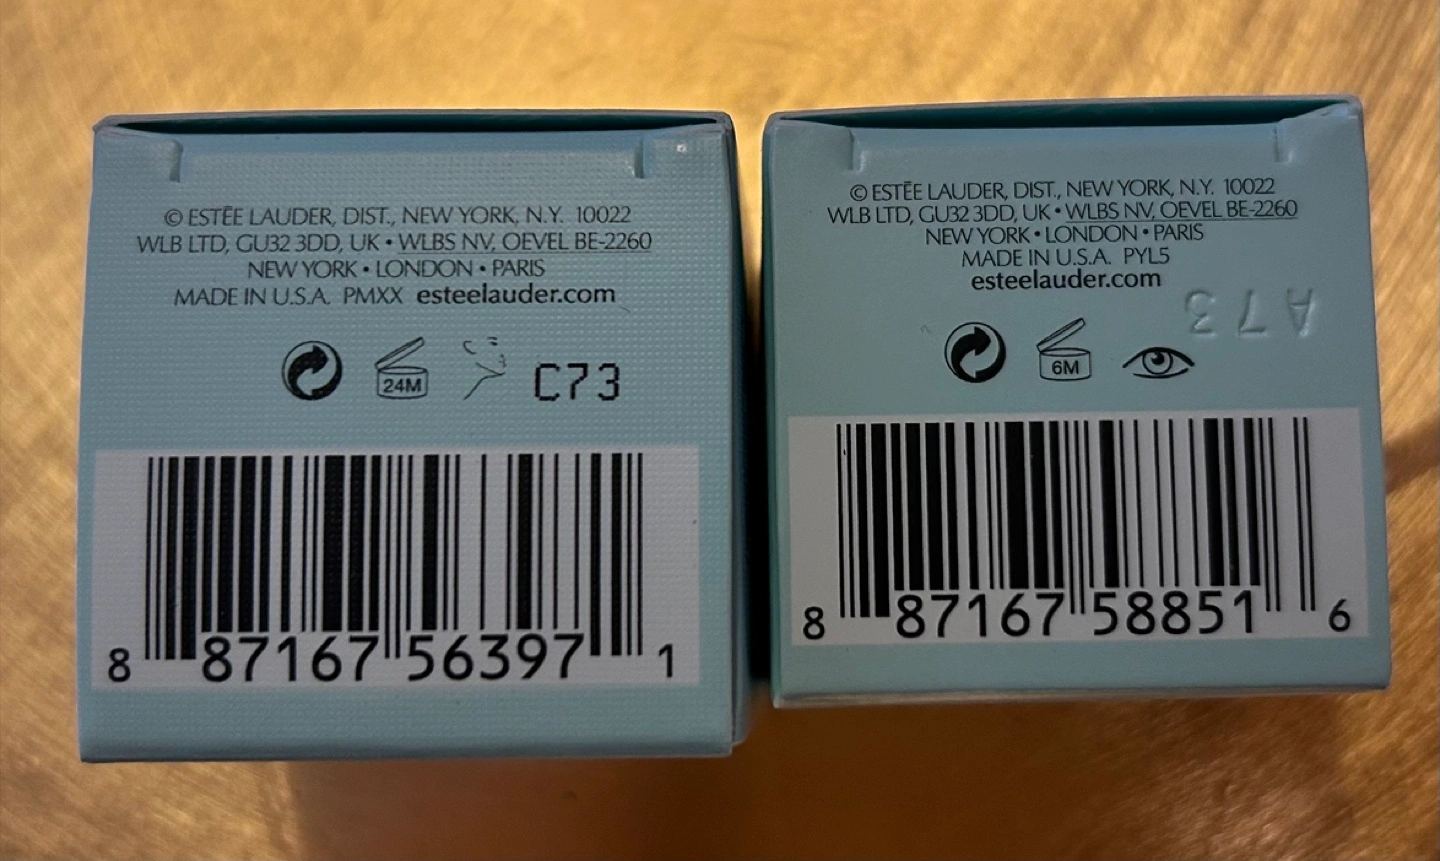 © ESTĒE LAUDER, DIST., NEW YORK, N.Y. 10022
WLB LTD, GU32 3DD, UK • WLBS NV, OEVEL BE-2260
NEW YORK • LONDON • PARIS
MADE IN U.S.A. PMXX esteelauder.com
24M C73
8 87167 56397 1
© ESTĒE LAUDER, DIST., NEW YORK, N.Y. 10022
WLB LTD, GU32 3DD, UK • WLBS NV, OEVEL BE-2260
NEW YORK • LONDON • PARIS
MADE IN U.S.A. PYL5
esteelauder.com
A73
6M
8 87167 58851 6